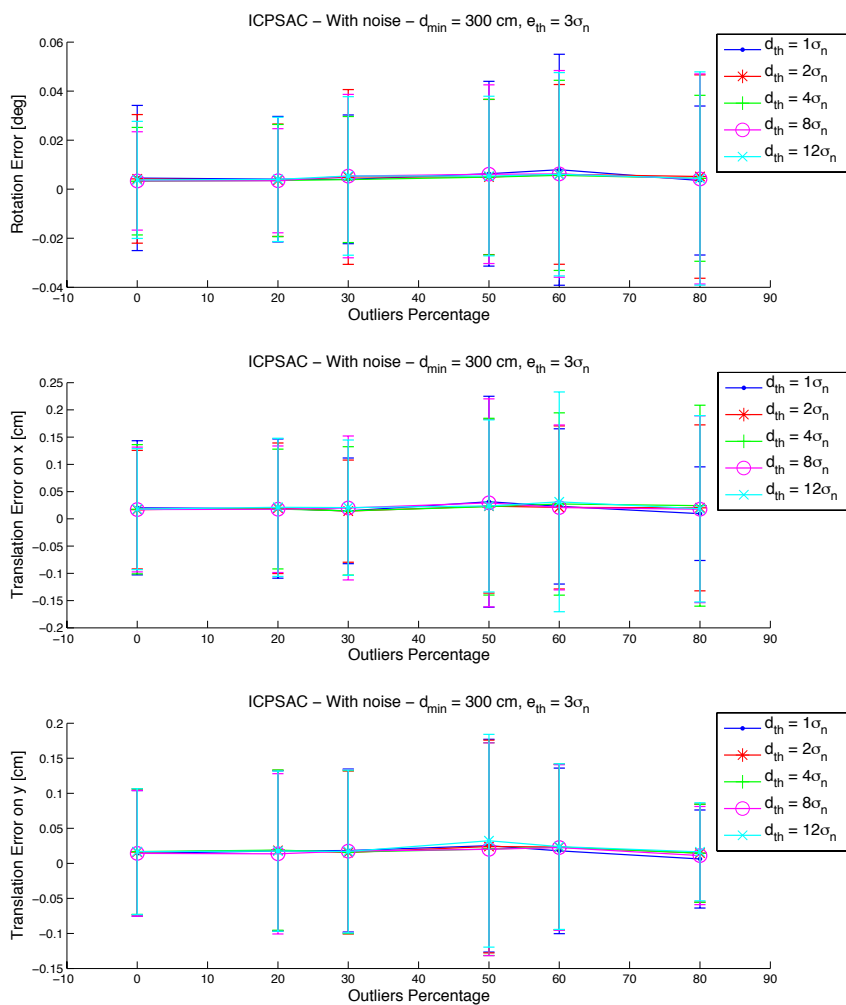 ICPSAC − With noise − d_min = 300 cm, e_th = 3σ_n
d_th = 1σ_n
d_th = 2σ_n
d_th = 4σ_n
d_th = 8σ_n
d_th = 12σ_n
0.06
0.04
0.02
0
−0.02
−0.04
Rotation Error [deg]
−10 0 10 20 30 40 50 60 70 80 90
Outliers Percentage
ICPSAC − With noise − d_min = 300 cm, e_th = 3σ_n
d_th = 1σ_n
d_th = 2σ_n
d_th = 4σ_n
d_th = 8σ_n
d_th = 12σ_n
0.25
0.2
0.15
0.1
0.05
0
−0.05
−0.1
−0.15
−0.2
Translation Error on x [cm]
−10 0 10 20 30 40 50 60 70 80 90
Outliers Percentage
ICPSAC − With noise − d_min = 300 cm, e_th = 3σ_n
d_th = 1σ_n
d_th = 2σ_n
d_th = 4σ_n
d_th = 8σ_n
d_th = 12σ_n
0.2
0.15
0.1
0.05
0
−0.05
−0.1
−0.15
Translation Error on y [cm]
−10 0 10 20 30 40 50 60 70 80 90
Outliers Percentage